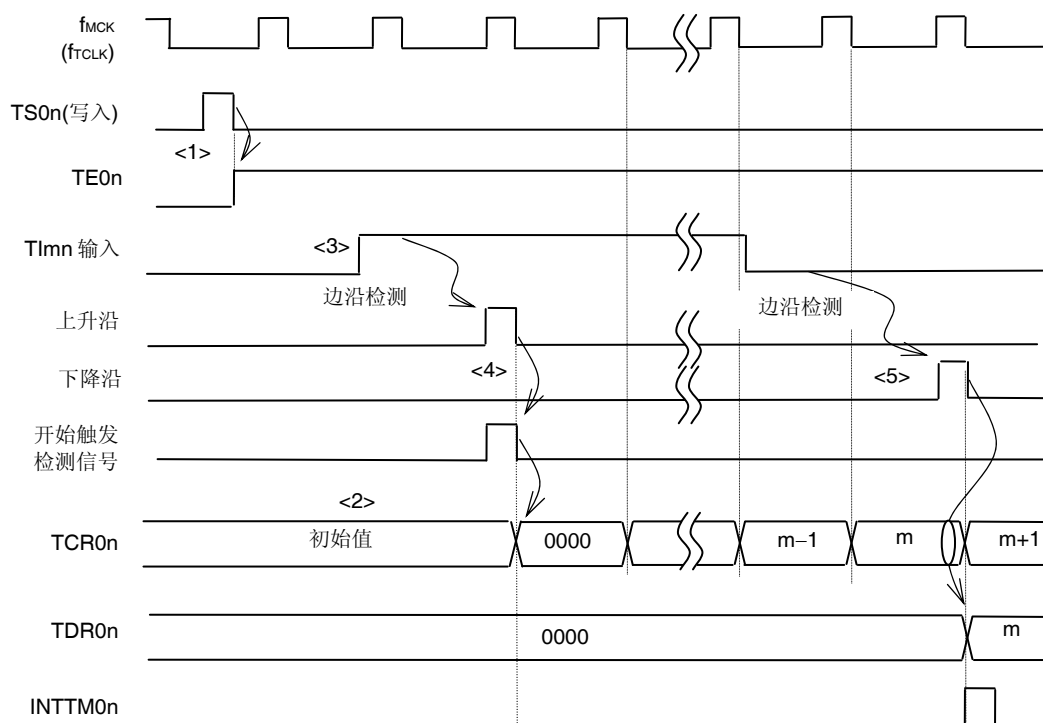 fMCK
(fTCLK)
TS0n(写入)
<1>
TE0n
TImn 输入
<3>
边沿检测
边沿检测
上升沿
<4>
下降沿
<5>
开始触发
检测信号
<2>
TCR0n
初始值
0000
m−1
m
m+1
TDR0n
0000
m
INTTM0n